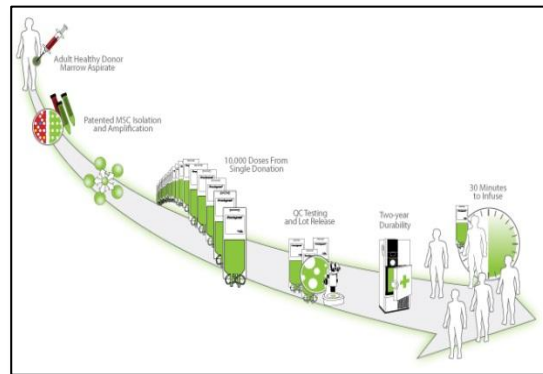 Adult Healthy Donor
Marrow Aspirate
Patented MSC Isolation
and Amplification
10,000 Doses From
Single Donation
QC Testing
and Lot Release
Two-year
Durability
30 Minutes
to Infuse